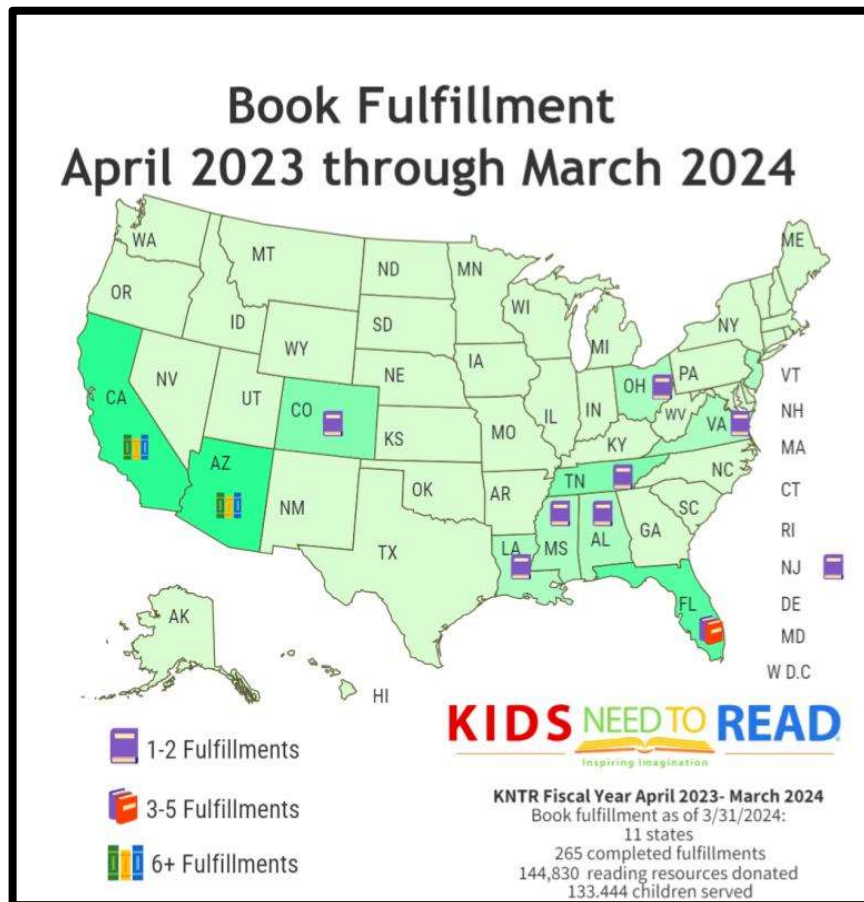 Book Fulfillment
April 2023 through March 2024
WA
MT
ND
MN
ME
OR
ID
SD
WI
NY
WY
MI
IA
NE
PA
VT
NV
OH
CA
UT
CO
IL
IN
WV
VA
NH
KS
MO
KY
MA
AZ
TN
NC
OK
AR
NM
SC
CT
MS
AL
GA
LA
TX
RI
NJ
FL
DE
AK
MD
W D.C
HI
KIDS NEED TO READ
Inspiring Imagination
1-2 Fulfillments
3-5 Fulfillments
6+ Fulfillments
KNTR Fiscal Year April 2023- March 2024
Book fulfillment as of 3/31/2024:
11 states
265 completed fulfillments
144,830 reading resources donated
133.444 children served